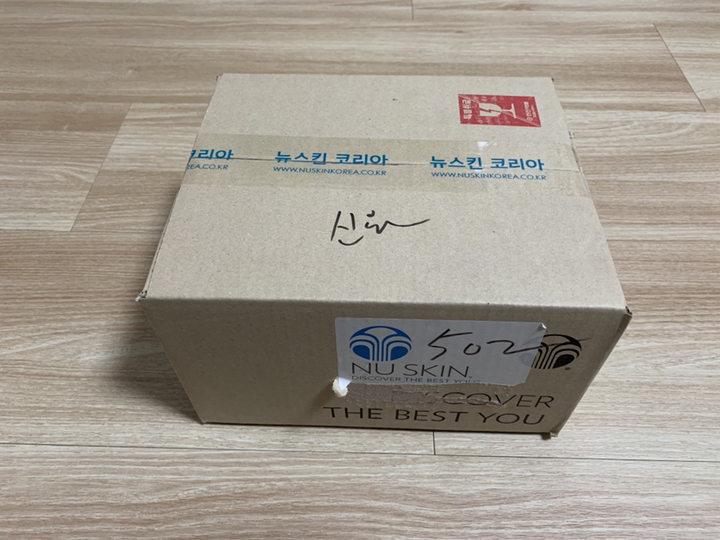 뉴스킨 코리아
WWW.NUSKINKOREA.CO.KR
뉴스킨 코리아
WWW.NUSKINKOREA.CO.KR
502
NU SKIN
DISCOVER THE BEST YOU
COVER
THE BEST YOU